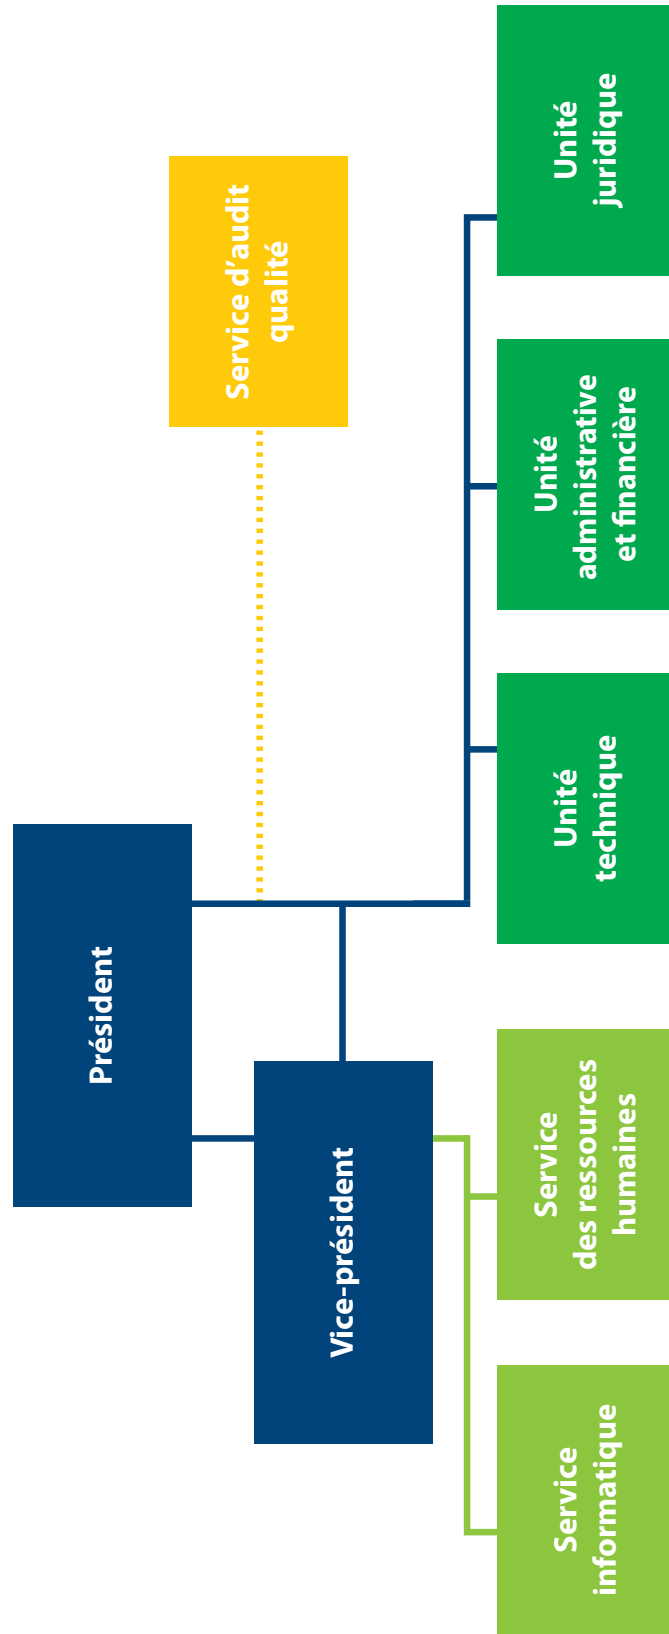 Président
Service d'audit
qualité
Vice-président
Service
informatique
Service
des ressources
humaines
Unité
technique
Unité
administrative
et financière
Unité
juridique